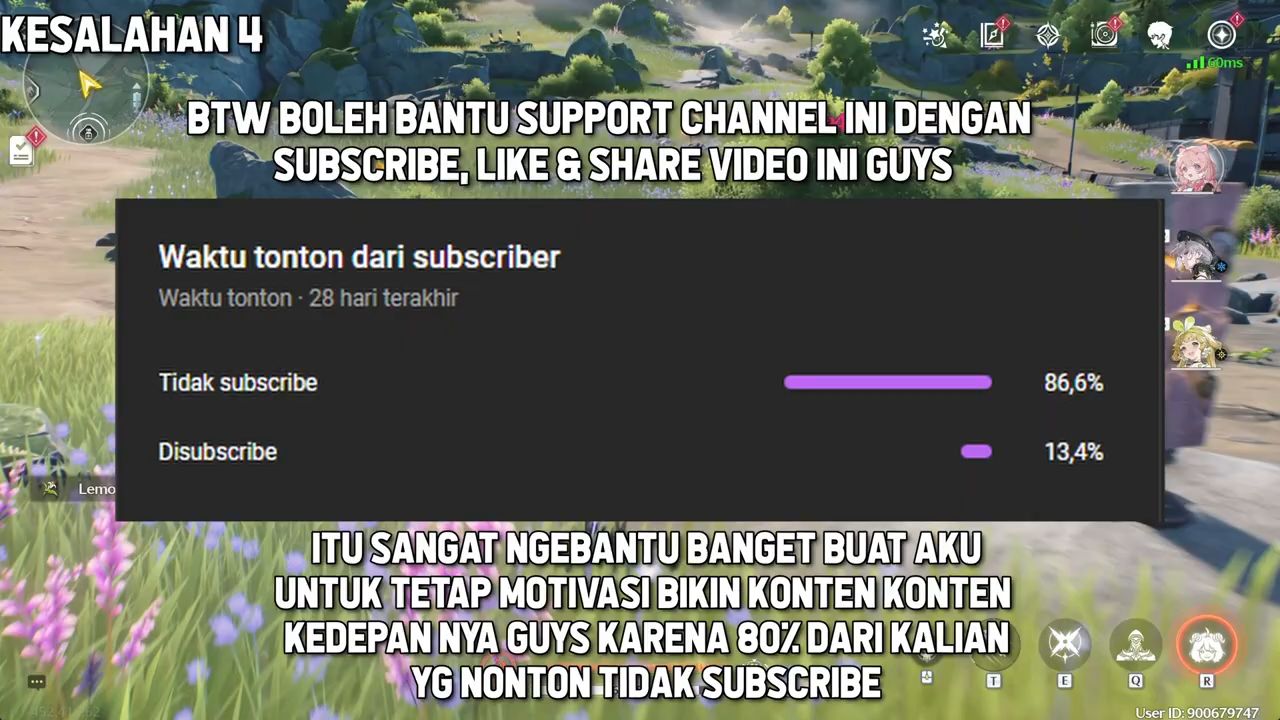 KESALAHAN 4
60ms
BTW BOLEH BANTU SUPPORT CHANNEL INI DENGAN
SUBSCRIBE, LIKE & SHARE VIDEO INI GUYS
Waktu tonton dari subscriber
Waktu tonton · 28 hari terakhir
Tidak subscribe 86,6%
Disubscribe 13,4%
Lemo
ITU SANGAT NGEBANTU BANGET BUAT AKU
UNTUK TETAP MOTIVASI BIKIN KONTEN KONTEN
KEDEPAN NYA GUYS KARENA 80% DARI KALIAN
YG NONTON TIDAK SUBSCRIBE
T E Q R
User ID: 900679747